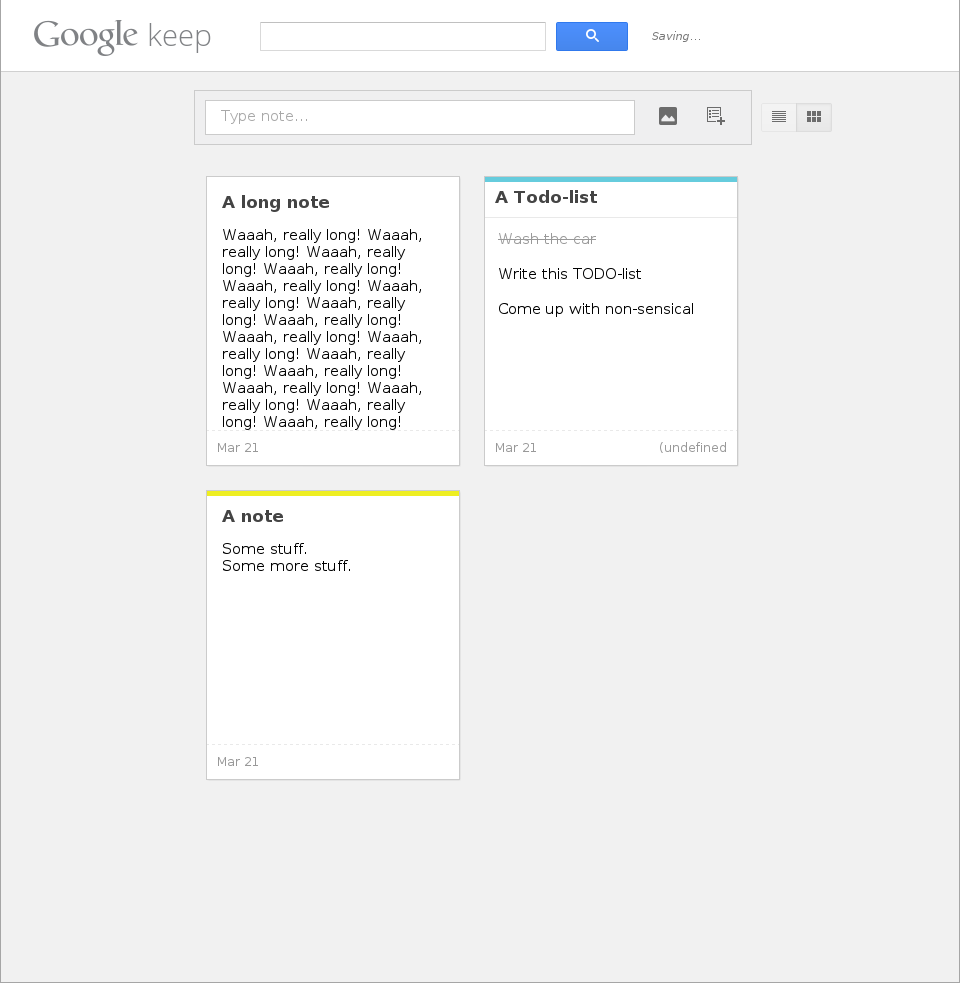 Google keep
Saving...
Type note...
A long note
Waaah, really long! Waaah,
really long! Waaah, really
long! Waaah, really long!
Waaah, really long! Waaah,
really long! Waaah, really
long! Waaah, really long!
Waaah, really long! Waaah,
really long! Waaah, really
long! Waaah, really long!
Waaah, really long! Waaah,
really long! Waaah, really
long! Waaah, really long!
Mar 21
A Todo-list
Wash the car
Write this TODO-list
Come up with non-sensical
Mar 21
(undefined
A note
Some stuff.
Some more stuff.
Mar 21